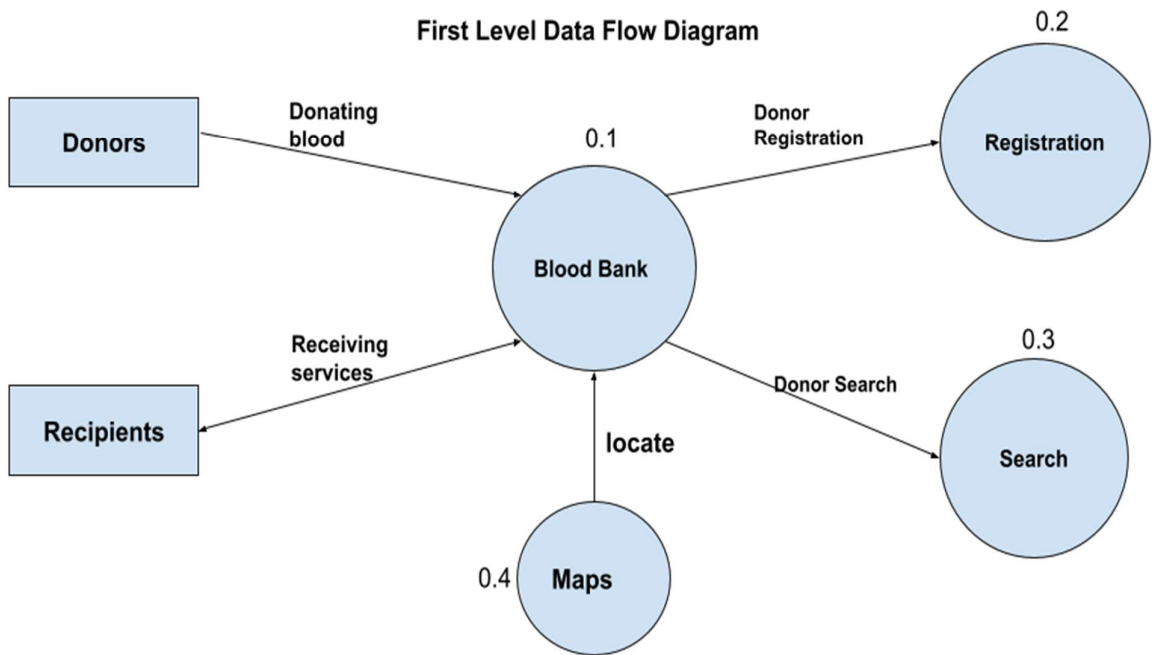 First Level Data Flow Diagram
0.2
Donors
Donating
blood
0.1
Donor
Registration
Registration
Blood Bank
Receiving
services
0.3
Donor Search
Recipients
locate
Search
0.4
Maps